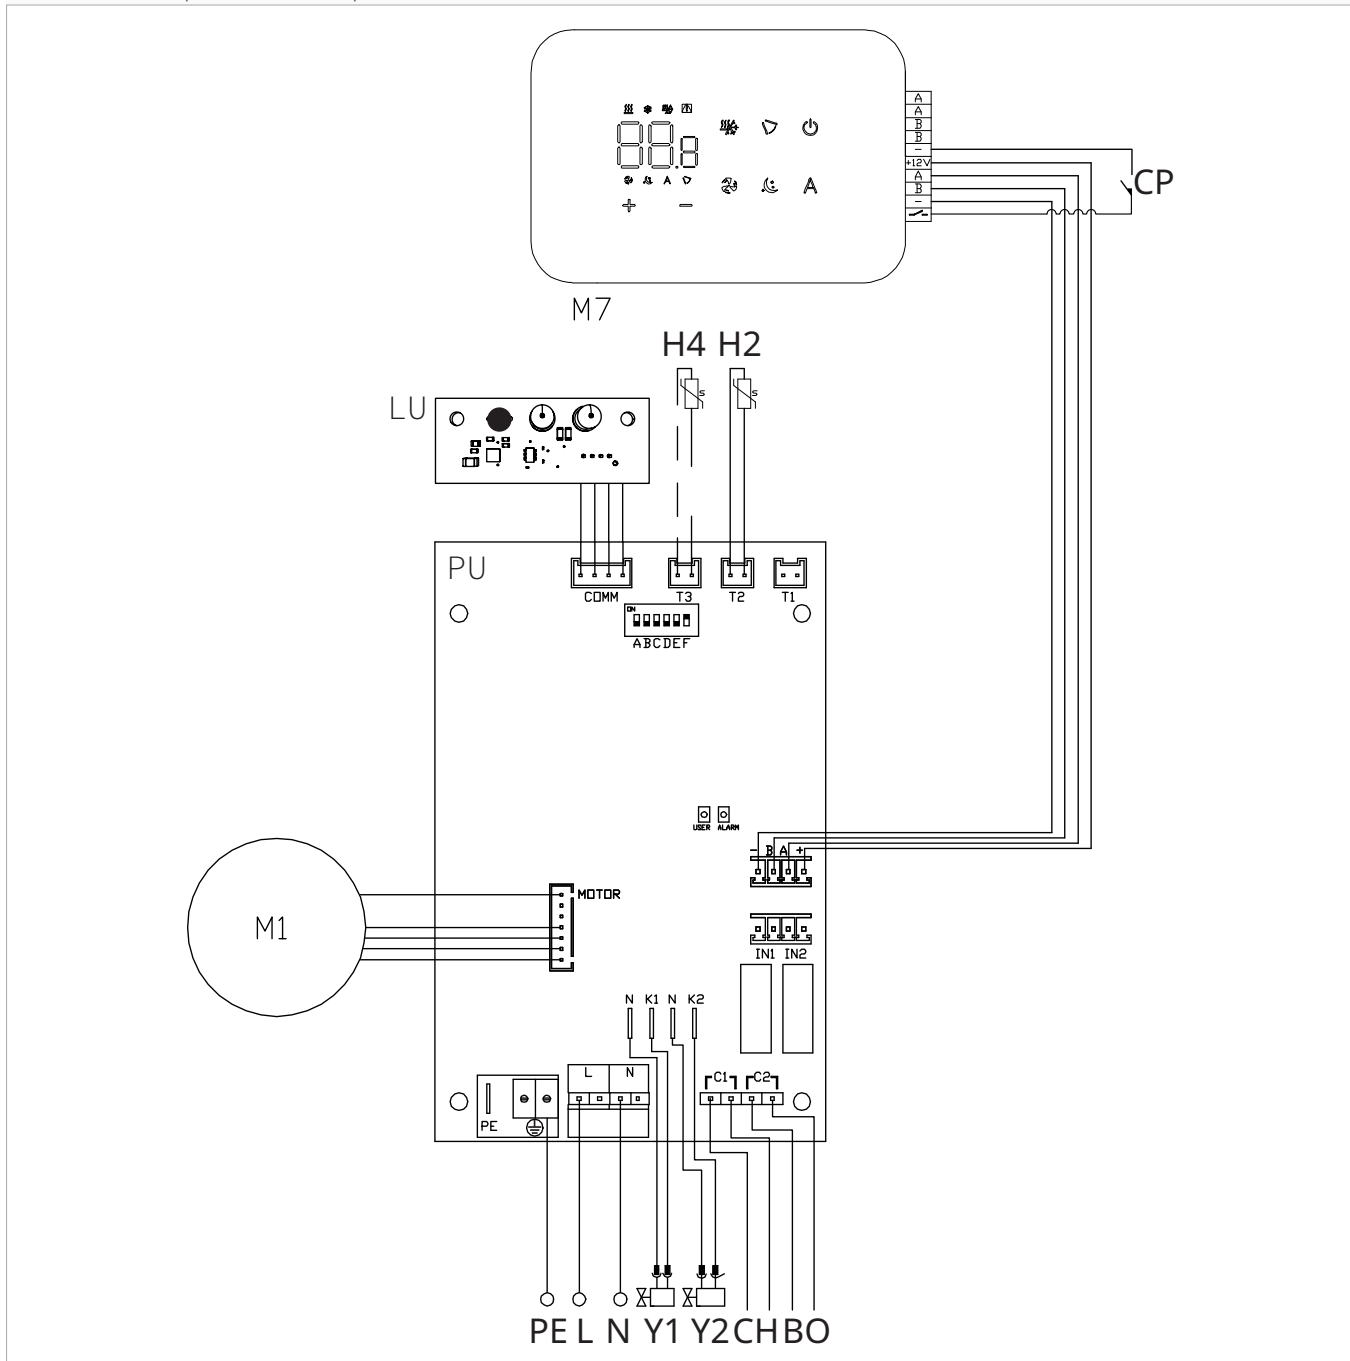 A
A
B
B
-
+12V
A
B
-
CP
A
+ -
A
M7
H4 H2
S S
LU
PU
COMM T3 T2 T1
ON
ABCDEF
USER ALARM
- B A +
MOTOR
M1
IN1 IN2
N K1 N K2
L N
C1 C2
PE
PE L N Y1 Y2 CH BO